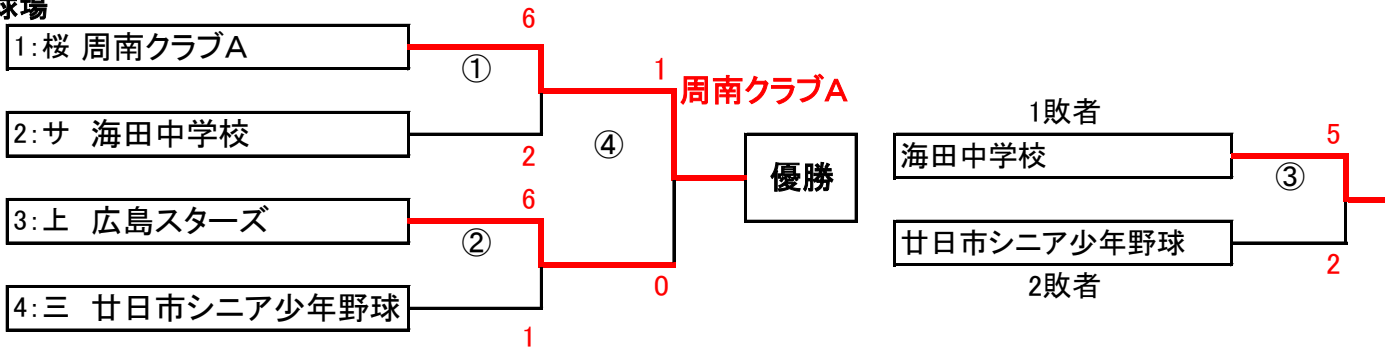 球場
6
1:桜 周南クラブA
①
1
周南クラブA
2:サ 海田中学校
2
④
優勝
6
3:上 広島スターズ
②
0
4:三 廿日市シニア少年野球
1
1敗者
海田中学校
5
③
廿日市シニア少年野球
2
2敗者